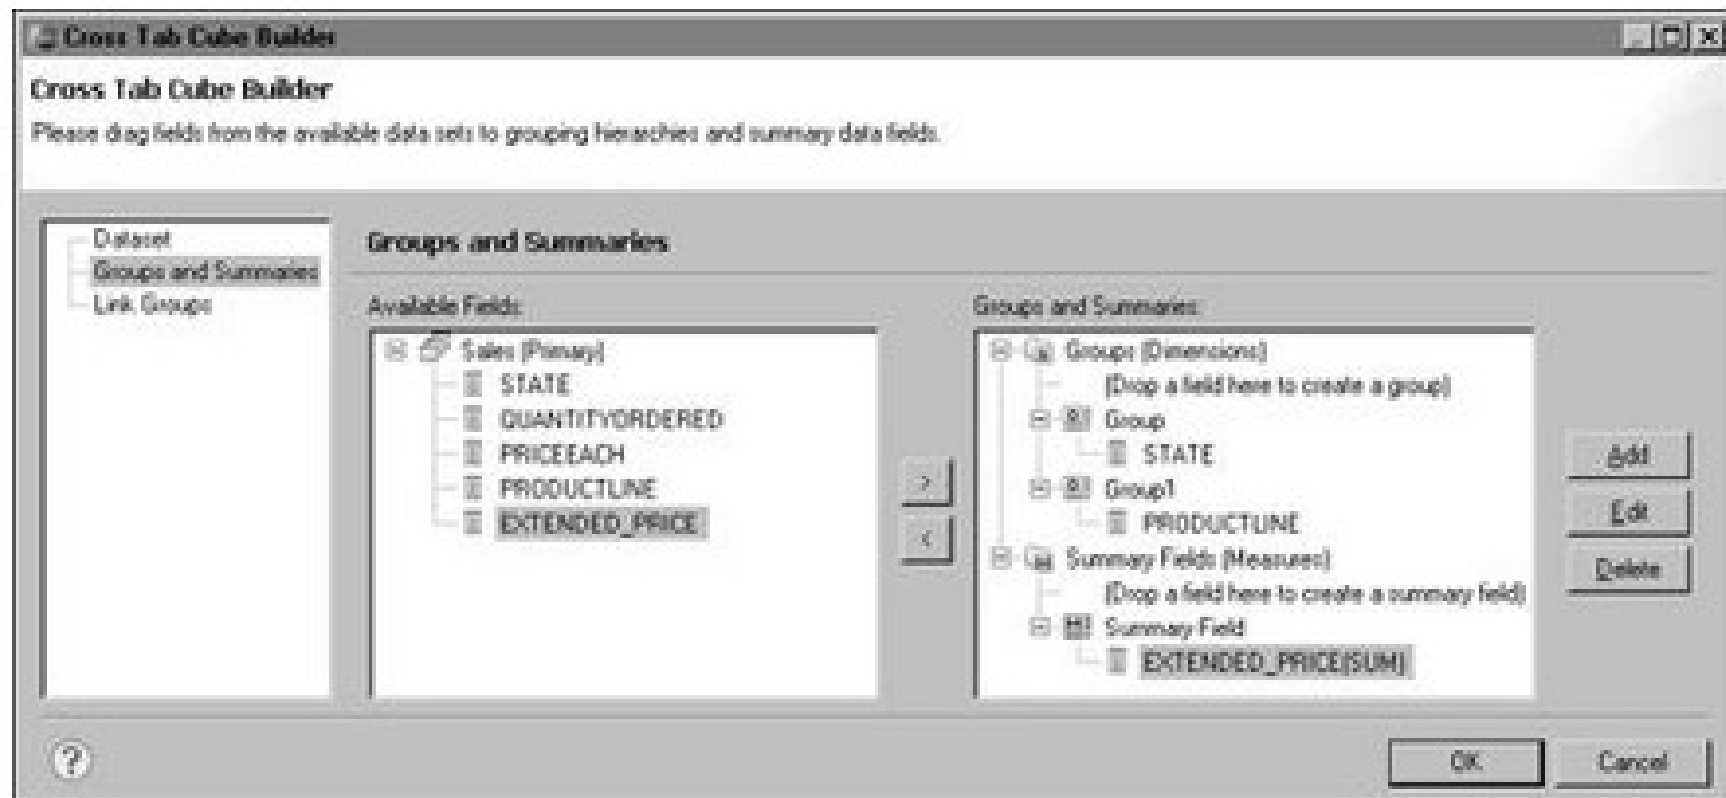 Cross Tab Cube Builder
Cross Tab Cube Builder
Please drag fields from the available data sets to grouping hierarchies and summary data fields.
Dataset
Groups and Summaries
Link Groups
Groups and Summaries
Available Fields:
Sales (Primary)
STATE
QUANTITYORDERED
PRICEEACH
PRODUCTLINE
EXTENDED_PRICE
>
<
Groups and Summaries:
Groups (Dimensions)
(Drop a field here to create a group)
Group
STATE
Group1
PRODUCTLINE
Summary Fields (Measures)
(Drop a field here to create a summary field)
Summary Field
EXTENDED_PRICE(SUM)
Add
Edit
Delete
?
OK
Cancel